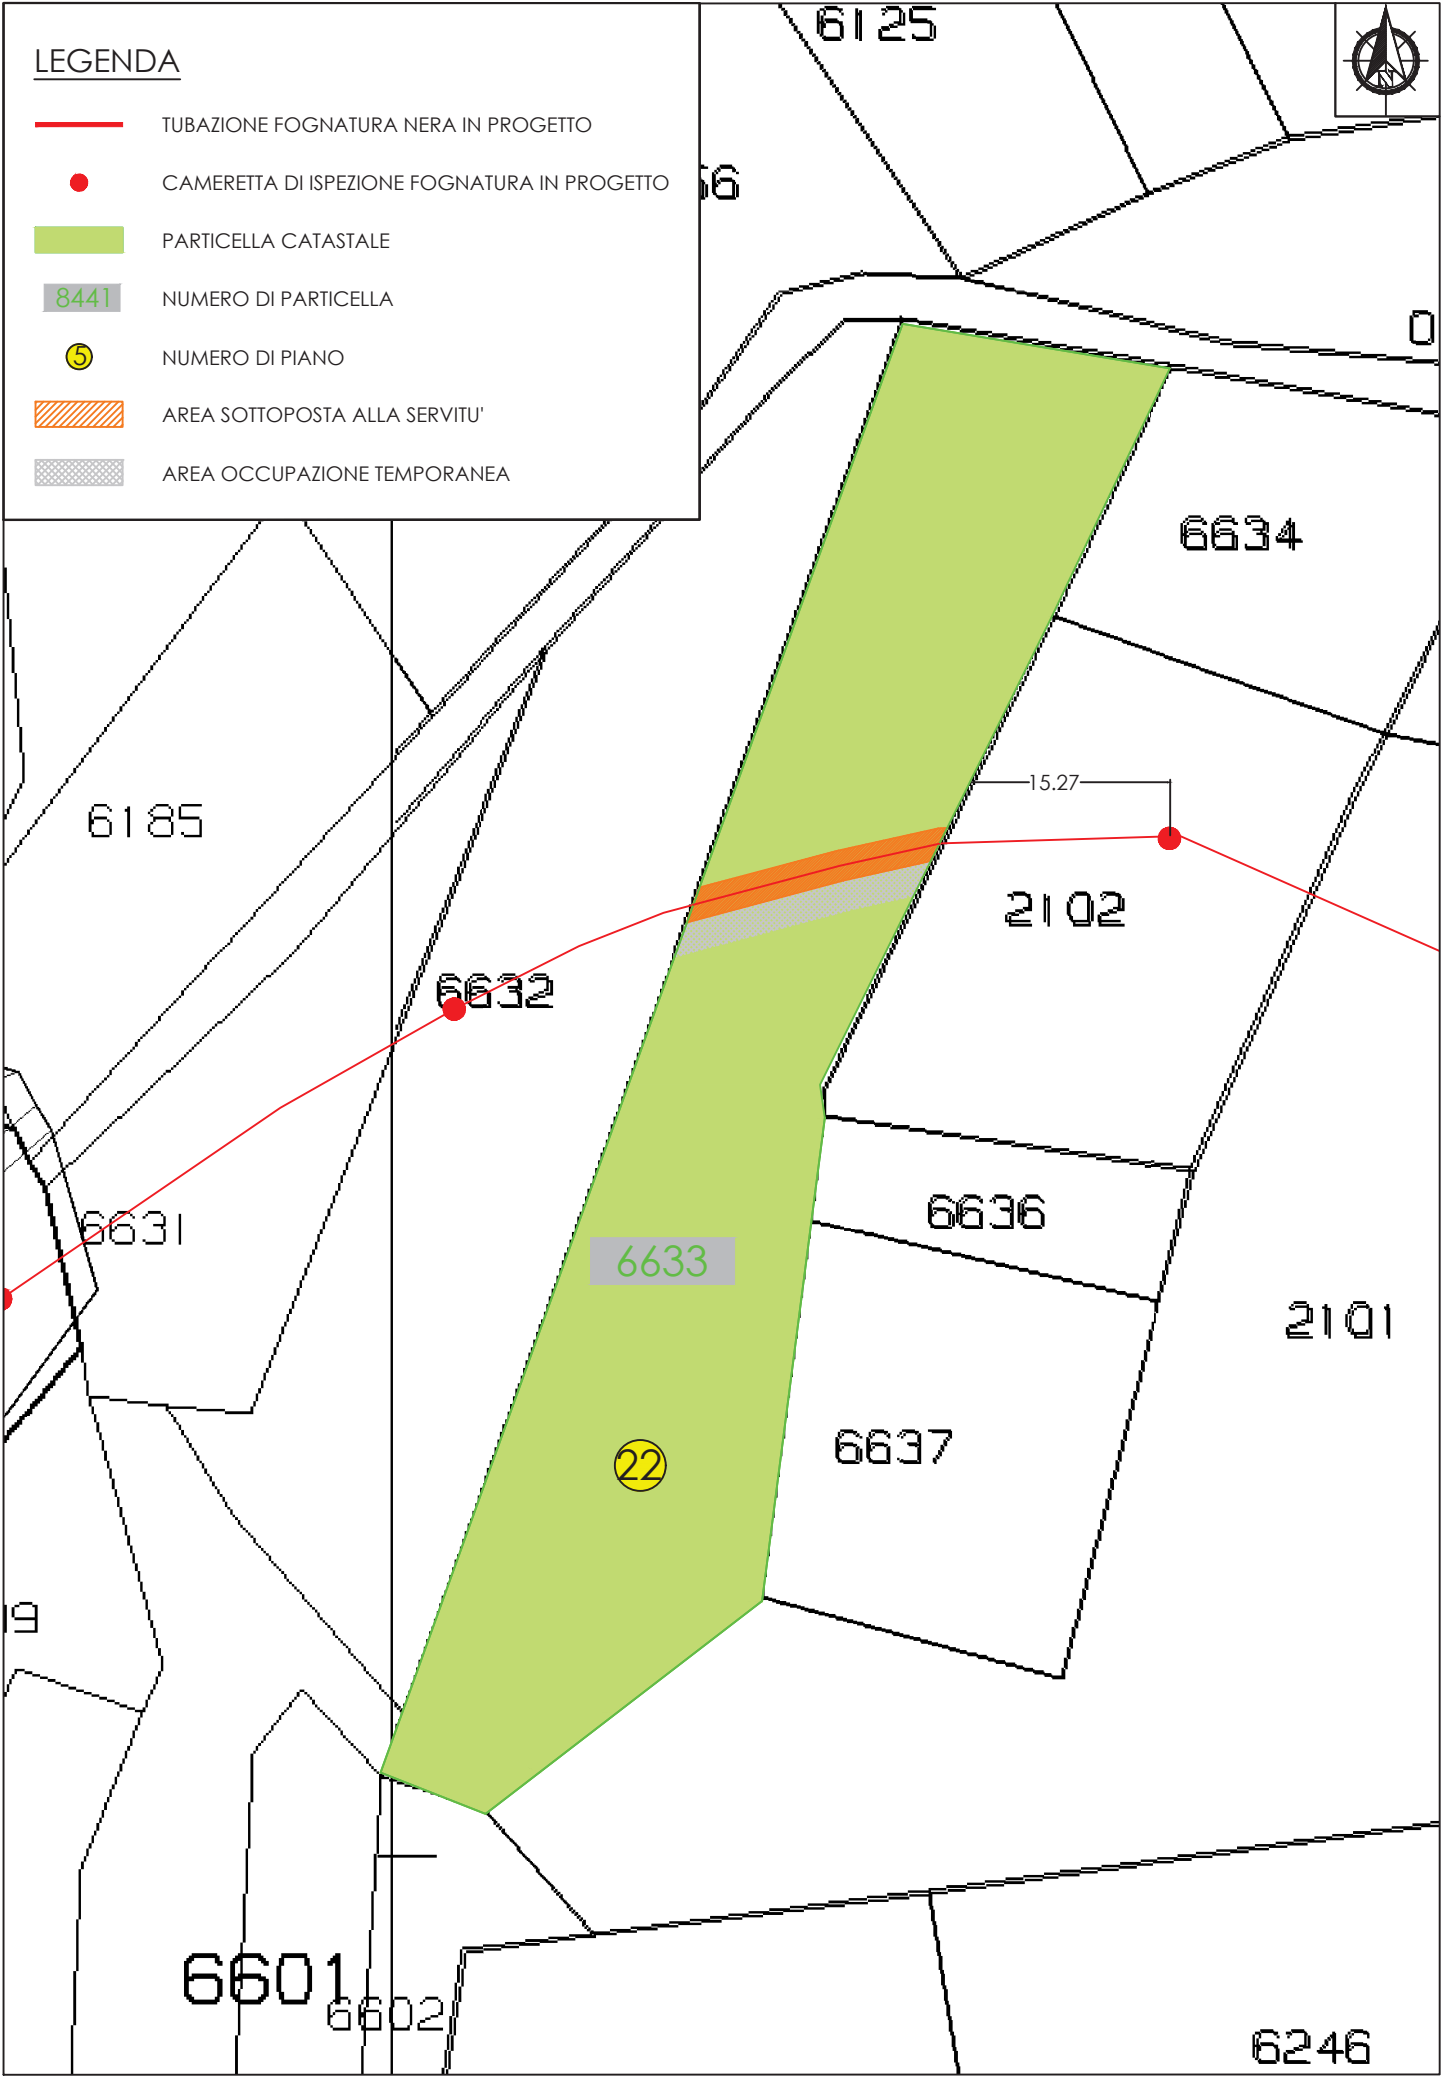 LEGENDA
TUBAZIONE FOGNATURA NERA IN PROGETTO
CAMERETTA DI ISPEZIONE FOGNATURA IN PROGETTO
PARTICELLA CATASTALE
8441 NUMERO DI PARTICELLA
5 NUMERO DI PIANO
AREA SOTTOPOSTA ALLA SERVITU'
AREA OCCUPAZIONE TEMPORANEA
6125
N
6634
15.27
6185
2102
6632
6636
6631
6633
2101
6637
22
6601
6602
6246